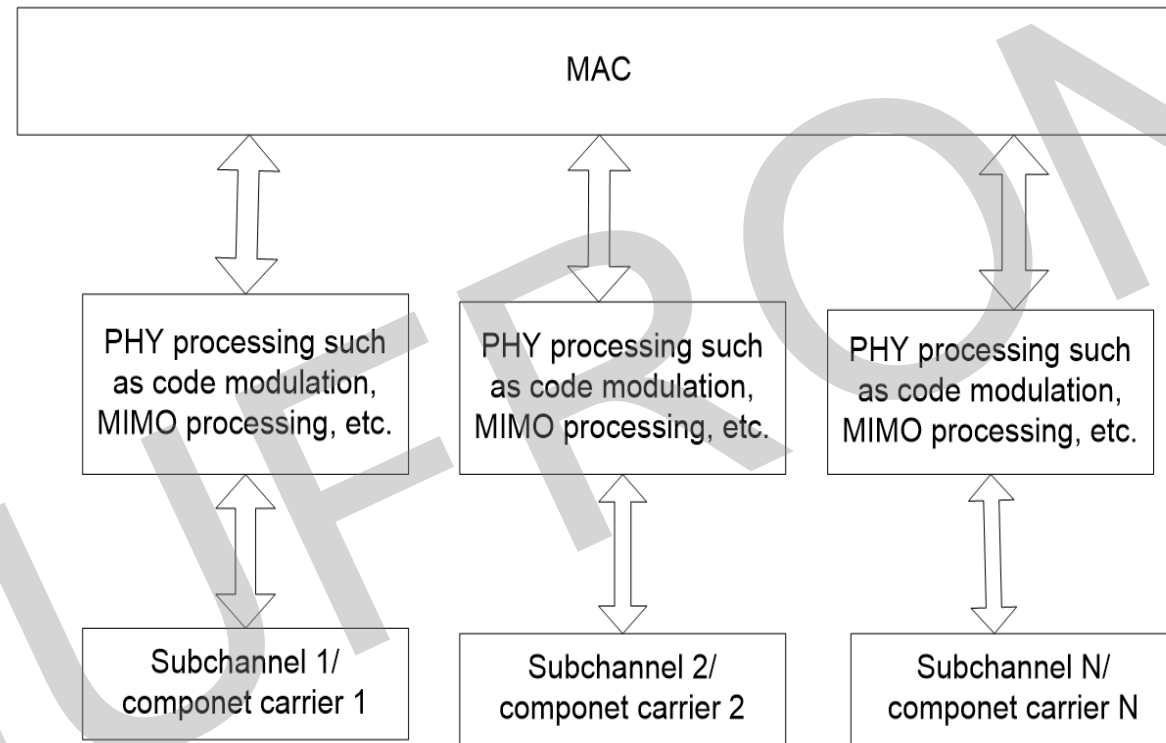 MAC
PHY processing such
as code modulation,
MIMO processing, etc.
PHY processing such
as code modulation,
MIMO processing, etc.
PHY processing such
as code modulation,
MIMO processing, etc.
Subchannel 1/
componet carrier 1
Subchannel 2/
componet carrier 2
Subchannel N/
componet carrier N
UFRON